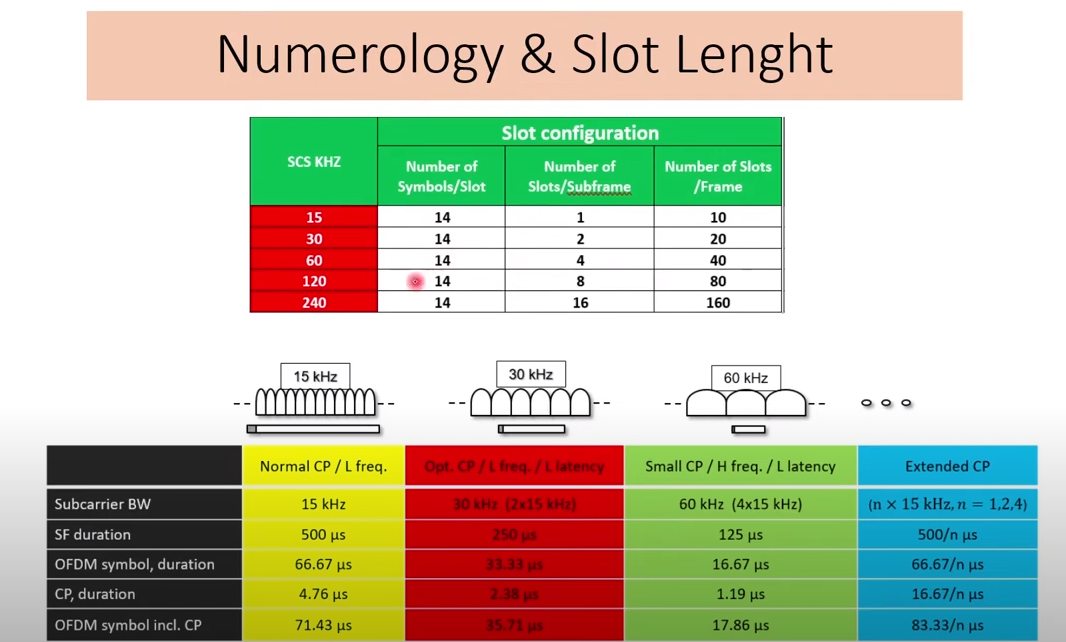 Numerology & Slot Lenght
SCS KHZ
Slot configuration
Number of Symbols/Slot
Number of Slots/Subframe
Number of Slots /Frame
15 14 1 10
30 14 2 20
60 14 4 40
120 14 8 80
240 14 16 160
15 kHz
30 kHz
60 kHz
Normal CP / L freq. Opt. CP / L freq. / L latency Small CP / H freq. / L latency Extended CP
Subcarrier BW 15 kHz 30 kHz (2x15 kHz) 60 kHz (4x15 kHz) (n × 15 kHz, n = 1,2,4)
SF duration 500 µs 250 µs 125 µs 500/n µs
OFDM symbol, duration 66.67 µs 33.33 µs 16.67 µs 66.67/n µs
CP, duration 4.76 µs 2.38 µs 1.19 µs 16.67/n µs
OFDM symbol incl. CP 71.43 µs 35.71 µs 17.86 µs 83.33/n µs